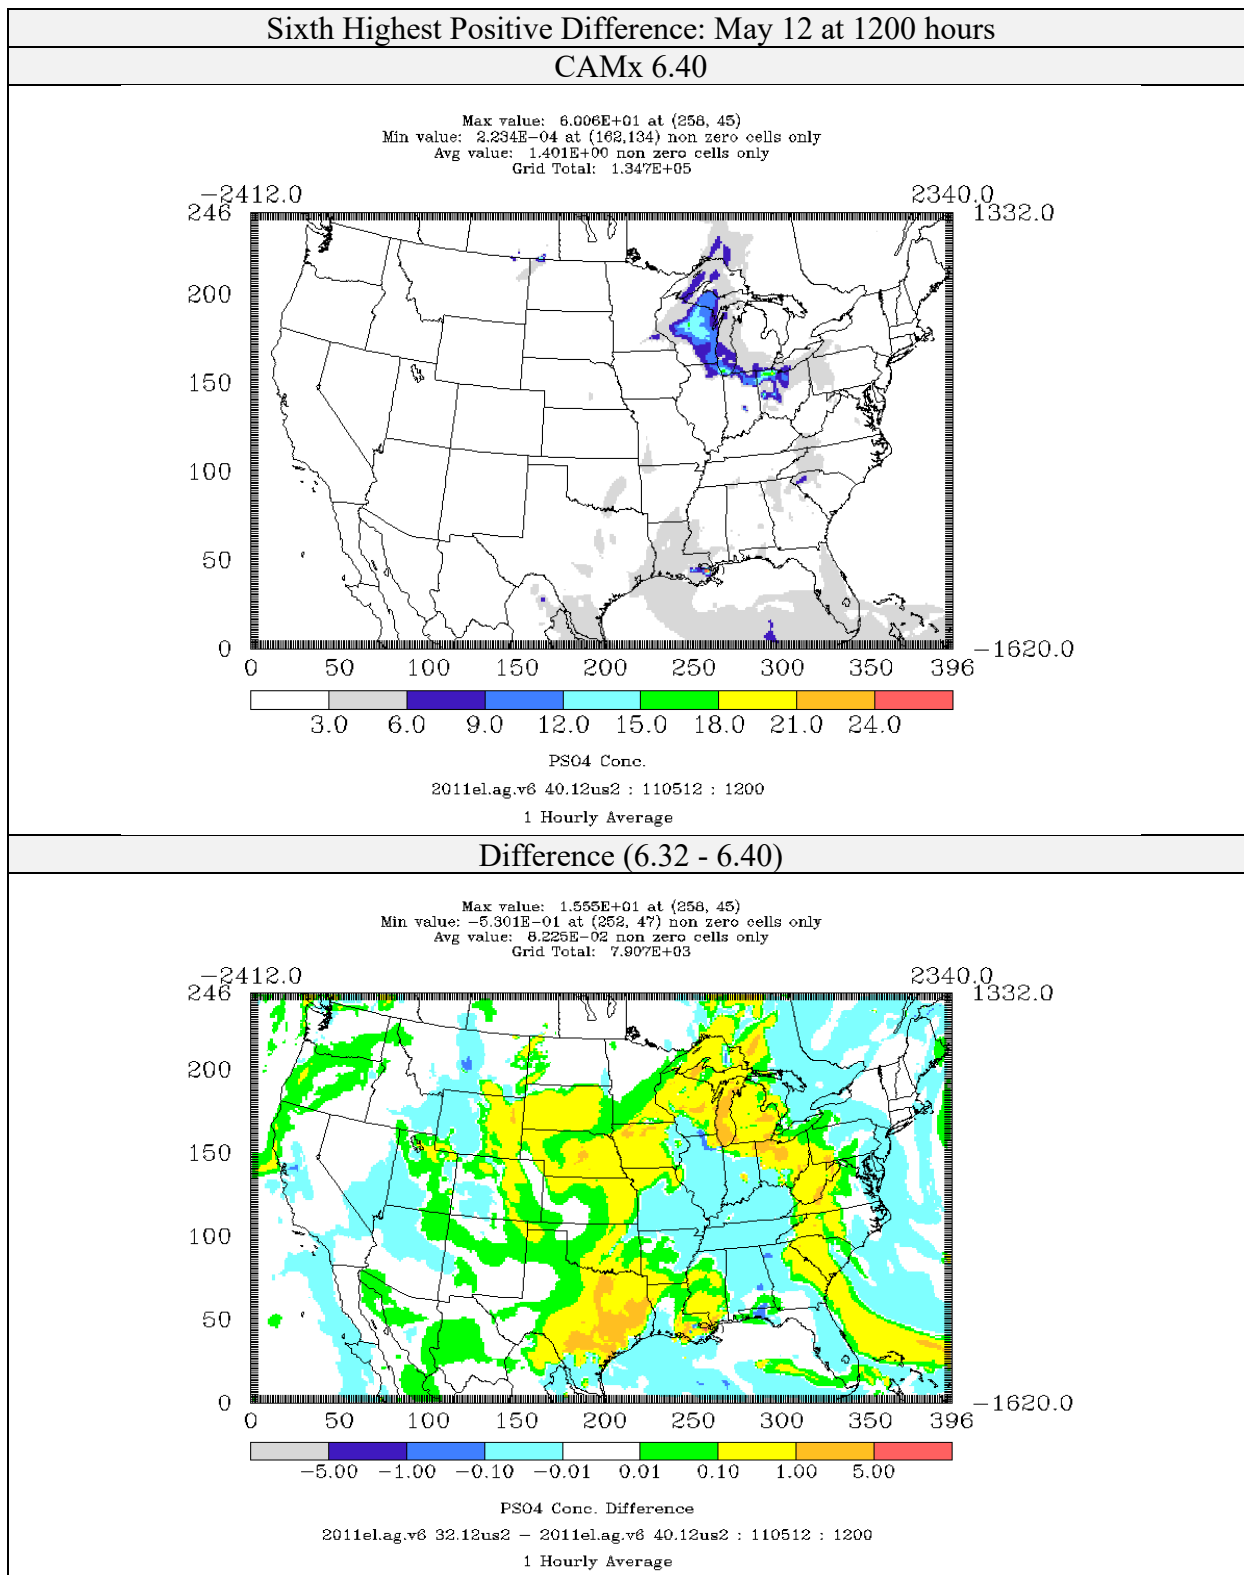 Sixth Highest Positive Difference: May 12 at 1200 hours
CAMx 6.40
Max value: 6.006E+01 at (258, 45)
Min value: 2.234E-04 at (162,134) non zero cells only
Avg value: 1.401E+00 non zero cells only
Grid Total: 1.347E+05
-2412.0 2340.0
246 1332.0
200
150
100
50
0 -1620.0
0 50 100 150 200 250 300 350 396
3.0 6.0 9.0 12.0 15.0 18.0 21.0 24.0
PSO4 Conc.
2011el.ag.v6 40.12us2 : 110512 : 1200
1 Hourly Average
Difference (6.32 - 6.40)
Max value: 1.555E+01 at (258, 45)
Min value: -5.301E-01 at (252, 47) non zero cells only
Avg value: 8.225E-02 non zero cells only
Grid Total: 7.907E+03
-2412.0 2340.0
246 1332.0
200
150
100
50
0 -1620.0
0 50 100 150 200 250 300 350 396
-5.00 -1.00 -0.10 -0.01 0.01 0.10 1.00 5.00
PSO4 Conc. Difference
2011el.ag.v6 32.12us2 - 2011el.ag.v6 40.12us2 : 110512 : 1200
1 Hourly Average